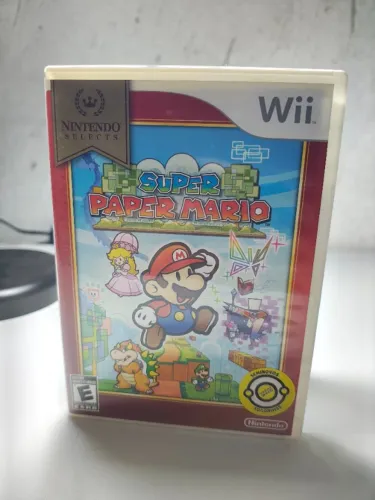 NINTENDO
SELECTS
Wii
SUPER
PAPER MARIO
E
Nintendo